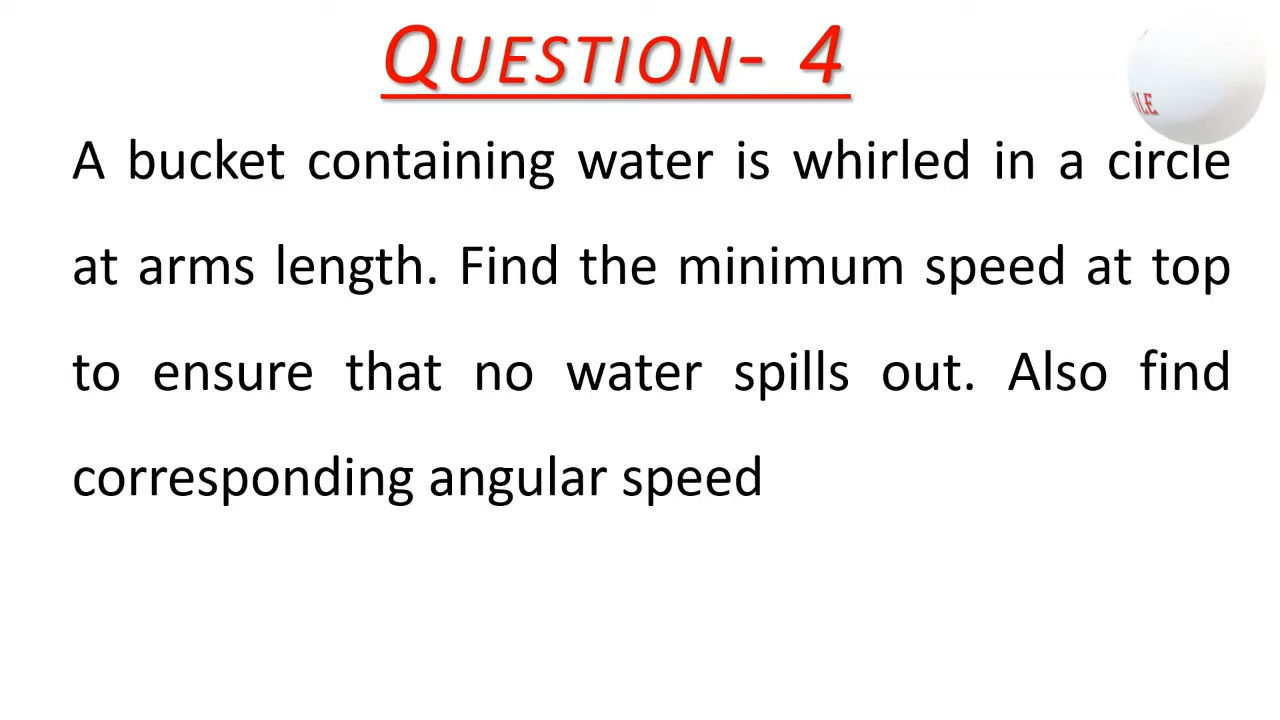 QUESTION- 4
A bucket containing water is whirled in a circle
at arms length. Find the minimum speed at top
to ensure that no water spills out. Also find
corresponding angular speed